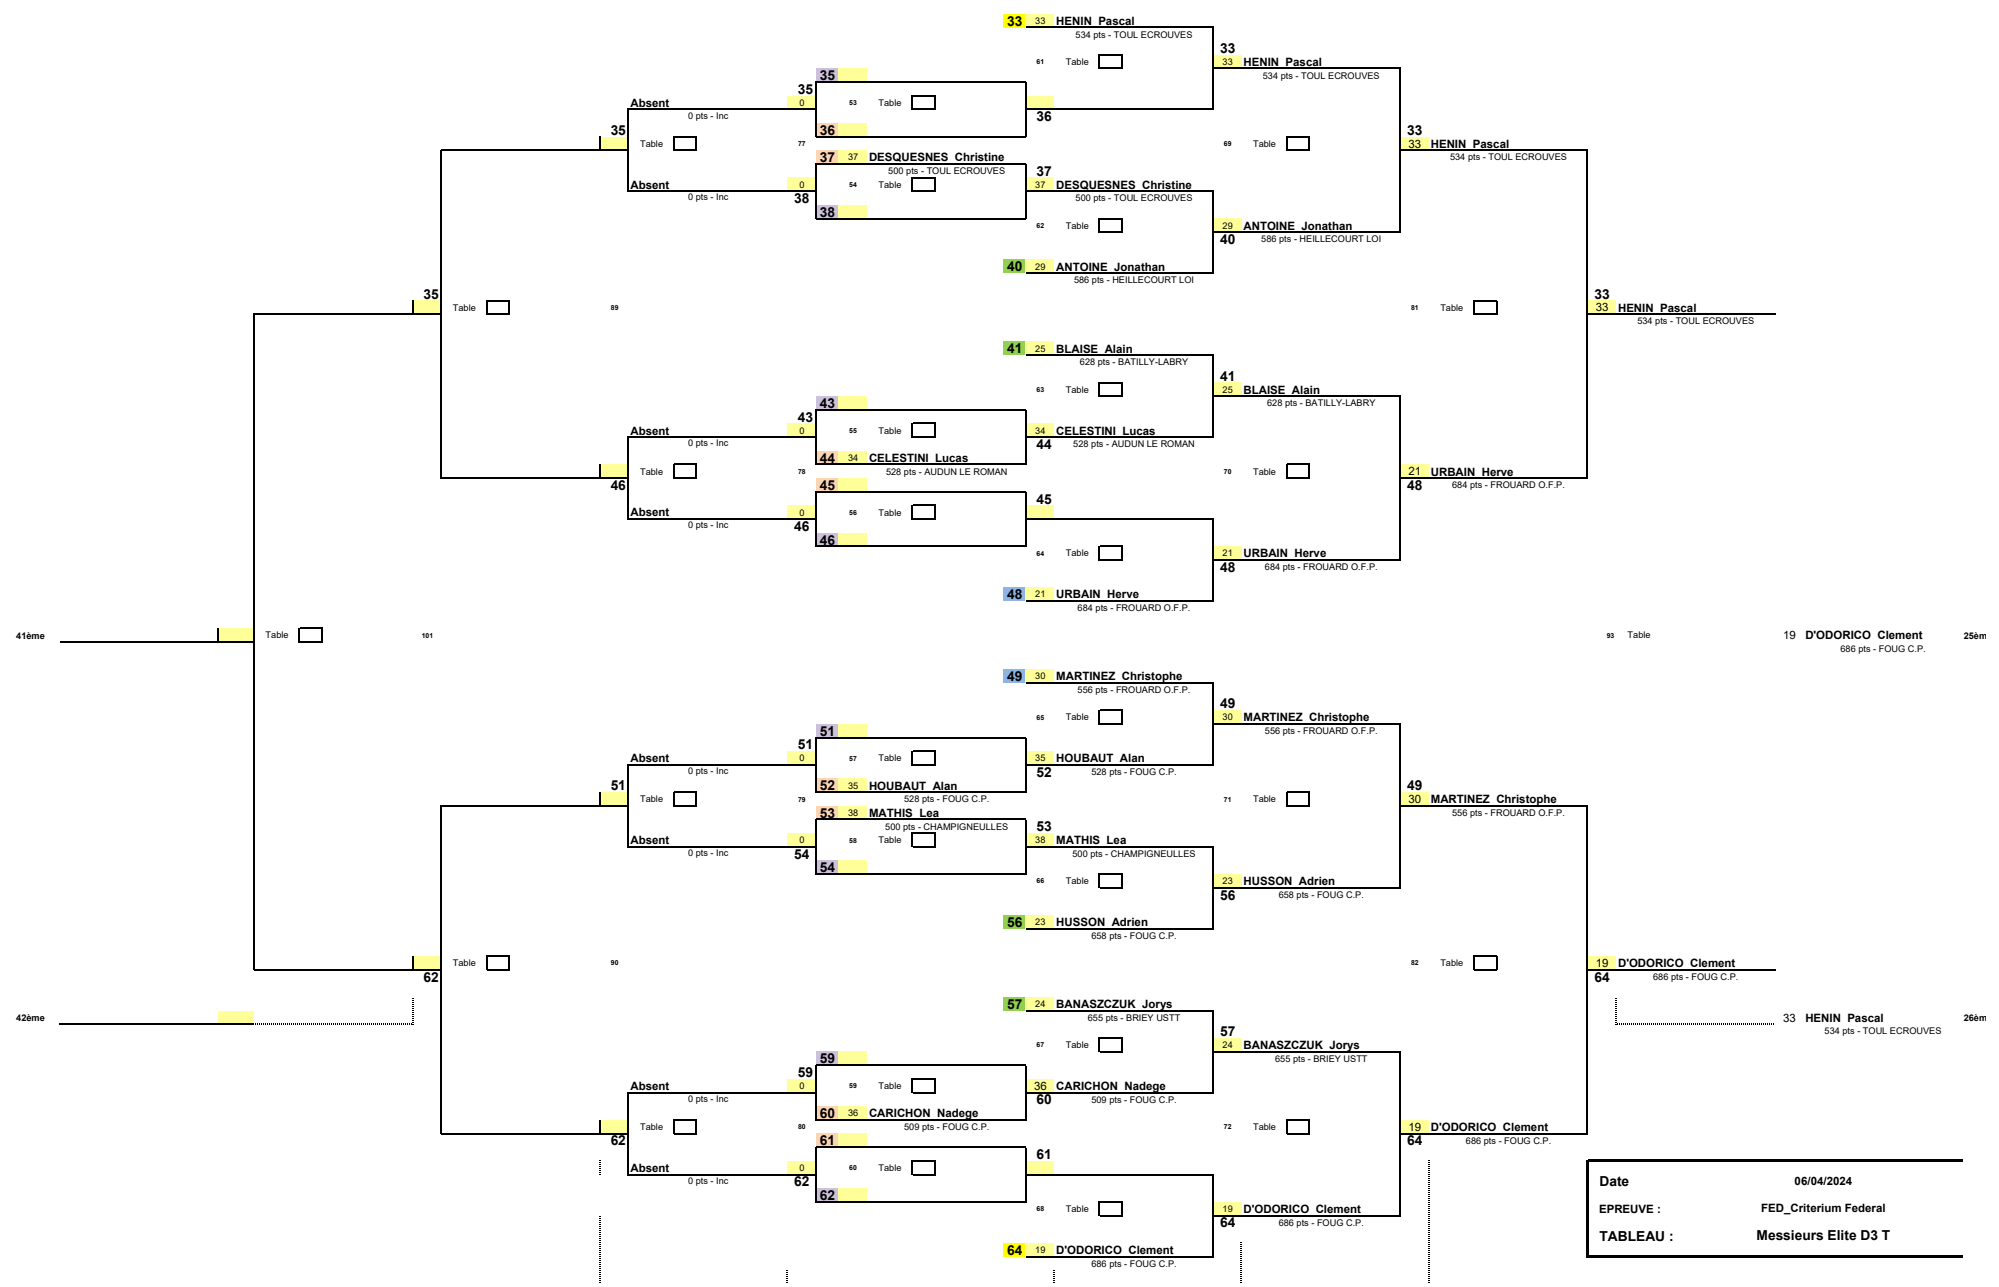 33 33 HENIN Pascal
534 pts - TOUL ECROUVES
33
61 Table 33 HENIN Pascal
534 pts - TOUL ECROUVES
35
35
Absent 0 53 Table
0 pts - Inc 36
35 36 33
Table 77 69 Table 33 HENIN Pascal
534 pts - TOUL ECROUVES
37 37 DESQUESNES Christine
500 pts - TOUL ECROUVES 37
Absent 0 54 Table 37 DESQUESNES Christine
0 pts - Inc 38 500 pts - TOUL ECROUVES
38
62 Table 29 ANTOINE Jonathan
40 586 pts - HEILLECOURT LOI
40 29 ANTOINE Jonathan
586 pts - HEILLECOURT LOI
35 33
Table 89 81 Table 33 HENIN Pascal
534 pts - TOUL ECROUVES
41 25 BLAISE Alain
628 pts - BATILLY-LABRY
41
63 Table 25 BLAISE Alain
628 pts - BATILLY-LABRY
43
43
Absent 0 55 Table 34 CELESTINI Lucas
0 pts - Inc 44 528 pts - AUDUN LE ROMAN
44 34 CELESTINI Lucas
528 pts - AUDUN LE ROMAN
Table 78 70 Table 21 URBAIN Herve
46 48 684 pts - FROUARD O.F.P.
45
45
Absent 0 56 Table
0 pts - Inc 46
46
64 Table 21 URBAIN Herve
48 684 pts - FROUARD O.F.P.
48 21 URBAIN Herve
684 pts - FROUARD O.F.P.
41ème Table 101 93 Table 19 D'ODORICO Clement 25èm
686 pts - FOUG C.P.
49 30 MARTINEZ Christophe
556 pts - FROUARD O.F.P.
49
65 Table 30 MARTINEZ Christophe
556 pts - FROUARD O.F.P.
51
51
Absent 0 57 Table 35 HOUBAUT Alan
0 pts - Inc 52 528 pts - FOUG C.P.
51 52 35 HOUBAUT Alan 49
528 pts - FOUG C.P.
Table 79 71 Table 30 MARTINEZ Christophe
556 pts - FROUARD O.F.P.
53 38 MATHIS Lea
500 pts - CHAMPIGNEULLES 53
Absent 0 58 Table 38 MATHIS Lea
0 pts - Inc 54 500 pts - CHAMPIGNEULLES
54
66 Table 23 HUSSON Adrien
56 658 pts - FOUG C.P.
56 23 HUSSON Adrien
658 pts - FOUG C.P.
Table 90 82 Table 19 D'ODORICO Clement
62 64 686 pts - FOUG C.P.
57 24 BANASZCZUK Jorys
655 pts - BRIEY USTT
42ème 33 HENIN Pascal 26èm
534 pts - TOUL ECROUVES
57
67 Table 24 BANASZCZUK Jorys
655 pts - BRIEY USTT
59
59
Absent 0 59 Table 36 CARICHON Nadege
0 pts - Inc 60 509 pts - FOUG C.P.
60 36 CARICHON Nadege
509 pts - FOUG C.P.
Table 80 72 Table 19 D'ODORICO Clement
62 64 686 pts - FOUG C.P.
61
61
Absent 0 60 Table
0 pts - Inc 62
62
68 Table 19 D'ODORICO Clement
64 686 pts - FOUG C.P.
64 19 D'ODORICO Clement
686 pts - FOUG C.P.
Date 06/04/2024
EPREUVE : FED_Criterium Federal
TABLEAU : Messieurs Elite D3 T